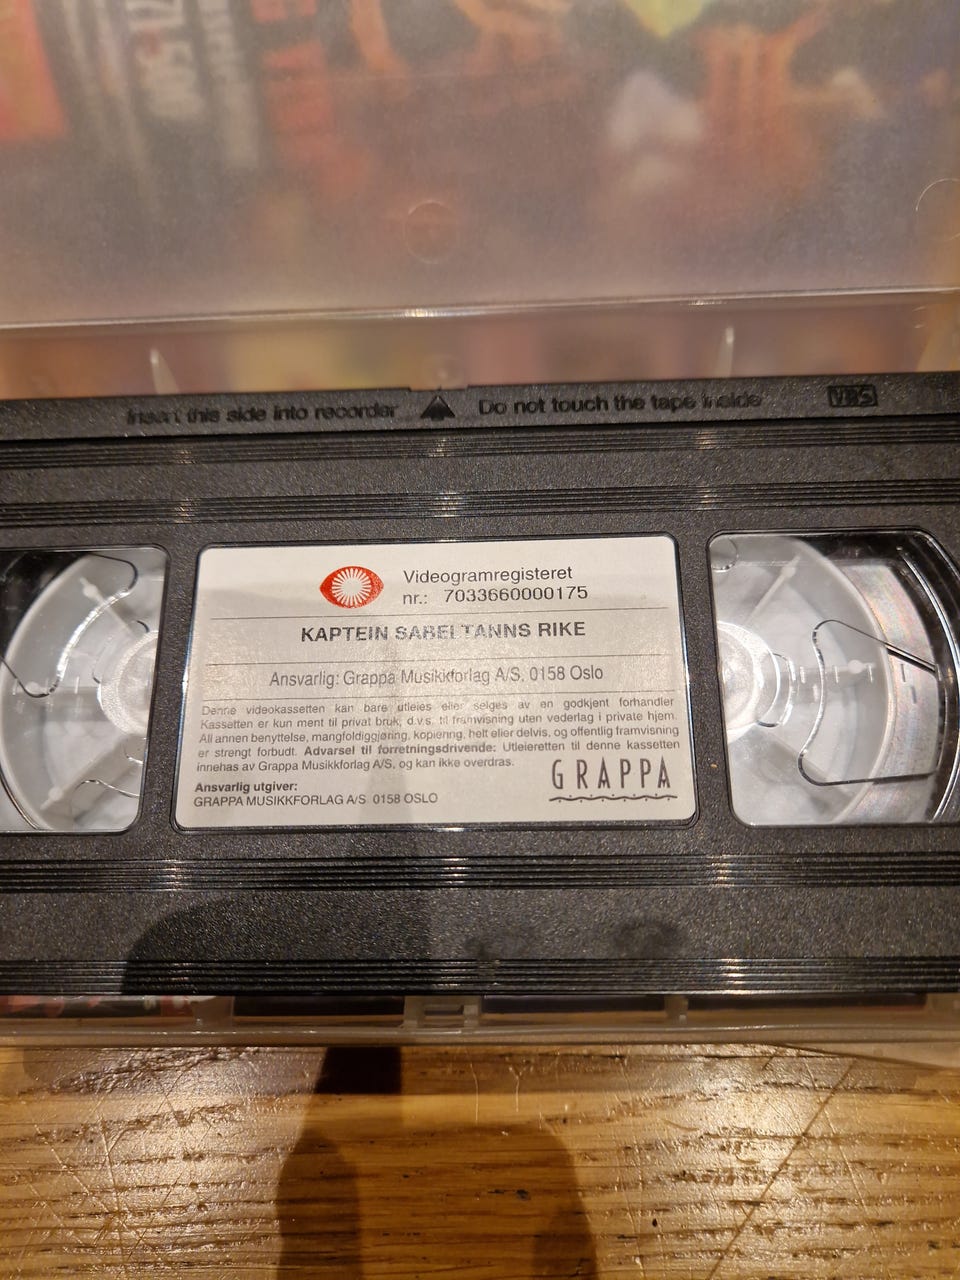 Insert this side into recorder Do not touch the tape inside VHS
Videogramregisteret
nr.: 7033660000175
KAPTEIN SABELTANNS RIKE
Ansvarlig: Grappa Musikkforlag A/S, 0158 Oslo
Denne videokassetten kan bare utleies eller selges av en godkjent forhandler
Kassetten er kun ment til privat bruk, d.v.s. til framvisning uten vederlag i private hjem.
All annen benyttelse, mangfoldiggjøring, kopiering, helt eller delvis, og offentlig framvisning
er strengt forbudt. Advarsel til forretningsdrivende: Utleieretten til denne kassetten
innehas av Grappa Musikkforlag A/S, og kan ikke overdras.
GRAPPA
Ansvarlig utgiver:
GRAPPA MUSIKKFORLAG A/S 0158 OSLO